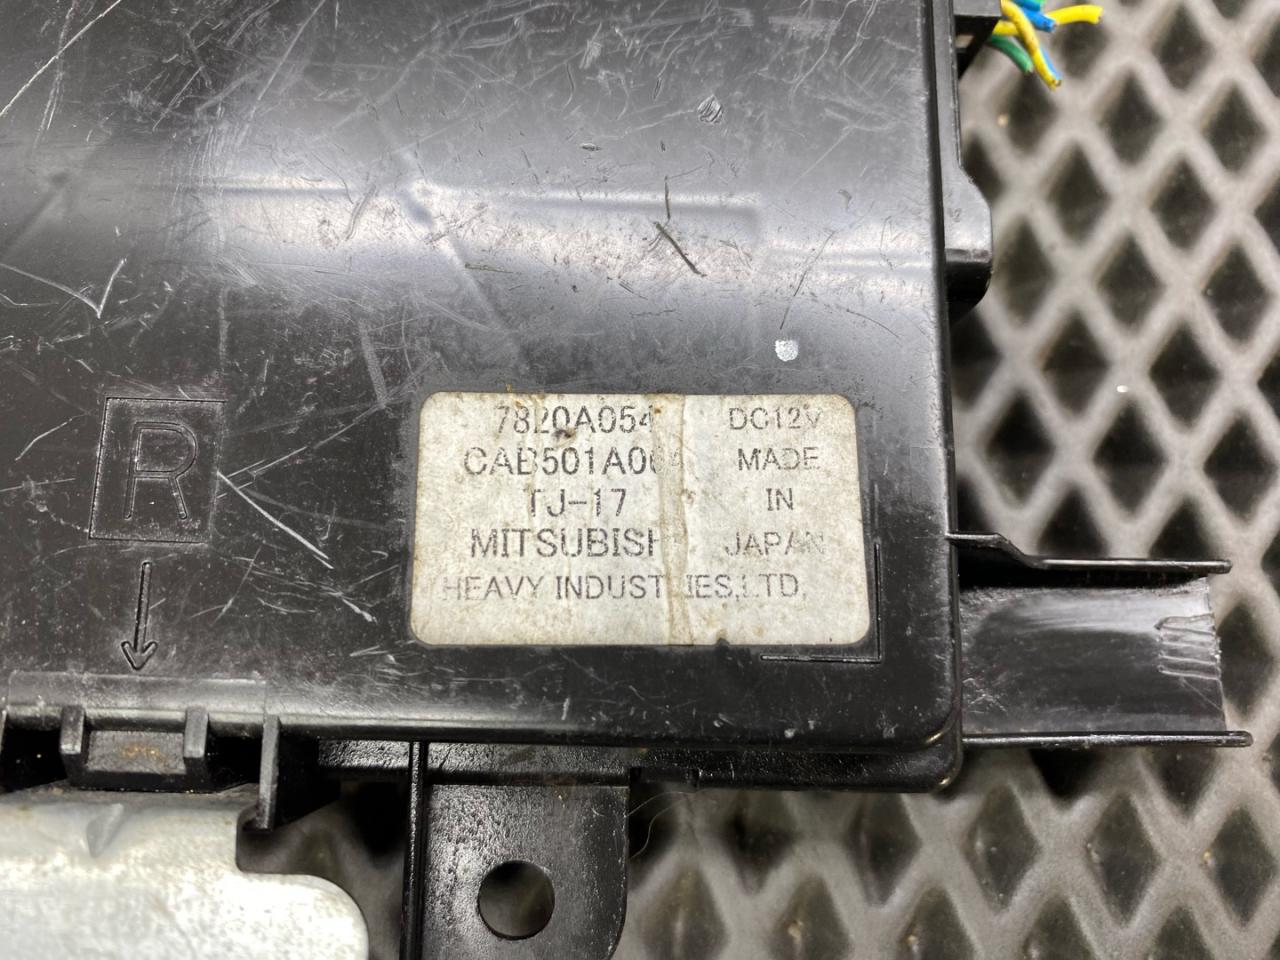 7820A054 DC12V
MADE
TJ-17 IN
MITSUBISHI JAPAN
HEAVY INDUSTRIES,LTD.
R